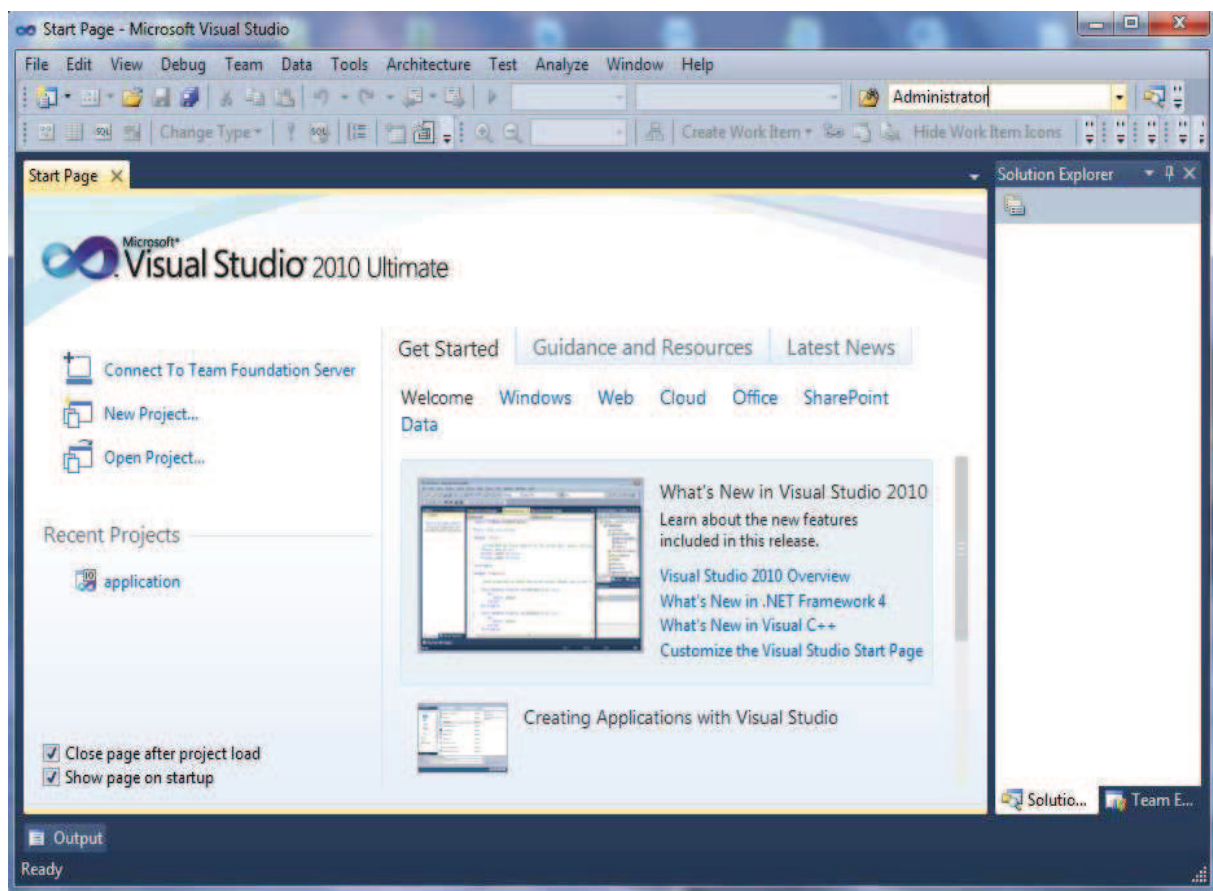 Start Page - Microsoft Visual Studio
File Edit View Debug Team Data Tools Architecture Test Analyze Window Help
Administrator
Change Type
Create Work Item
Hide Work Item Icons
Start Page
Solution Explorer
Microsoft
Visual Studio 2010 Ultimate
Connect To Team Foundation Server
New Project...
Open Project...
Recent Projects
application
Close page after project load
Show page on startup
Get Started Guidance and Resources Latest News
Welcome Windows Web Cloud Office SharePoint
Data
What's New in Visual Studio 2010
Learn about the new features
included in this release.
Visual Studio 2010 Overview
What's New in .NET Framework 4
What's New in Visual C++
Customize the Visual Studio Start Page
Creating Applications with Visual Studio
Solutio... Team E...
Output
Ready